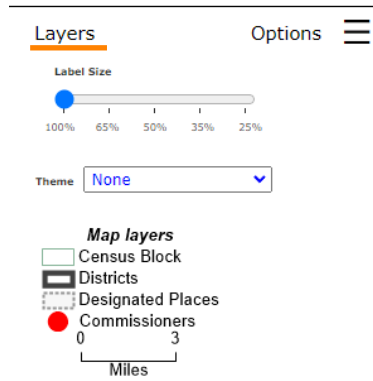 Layers Options
Label Size
100% 65% 50% 35% 25%
Theme None
Map layers
Census Block
Districts
Designated Places
Commissioners
0 3
Miles